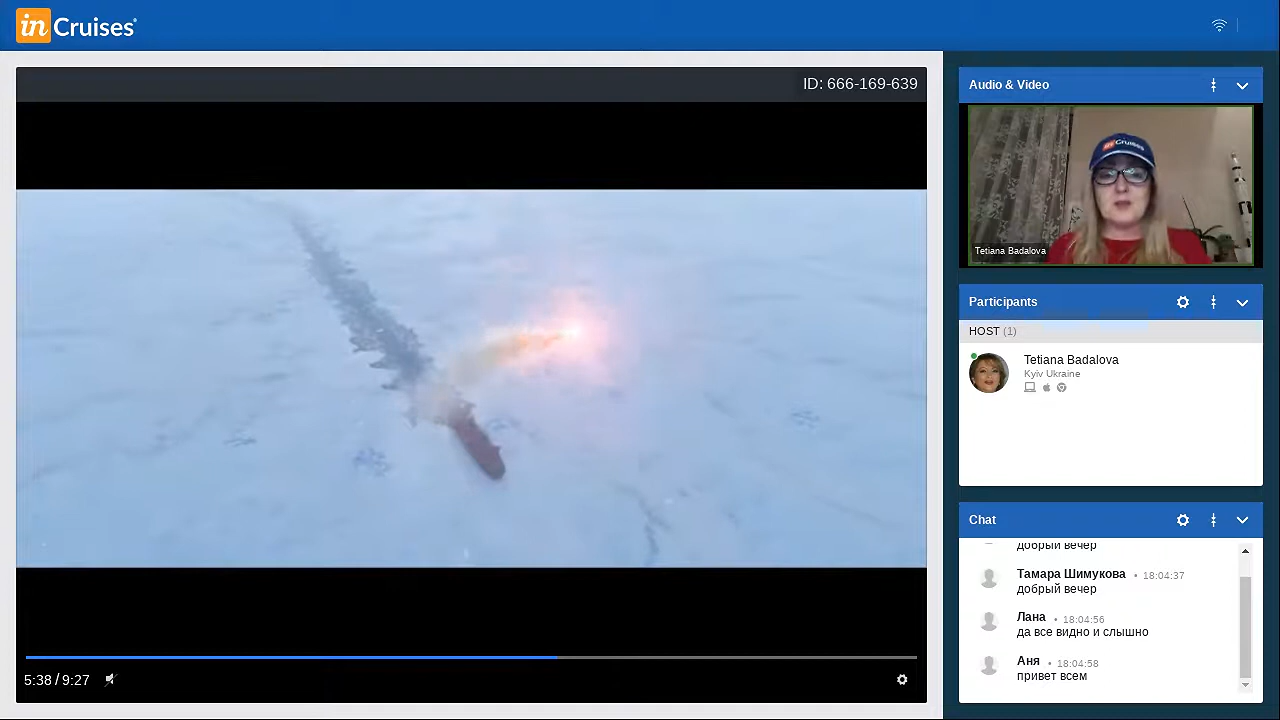 in Cruises®
ID: 666-169-639
Audio & Video
inCruises
Tetiana Badalova
Participants
HOST (1)
Tetiana Badalova
Kyiv Ukraine
Chat
добрый вечер
Тамара Шимукова • 18:04:37
добрый вечер
Лана • 18:04:56
да все видно и слышно
Аня • 18:04:58
привет всем
5:38 / 9:27